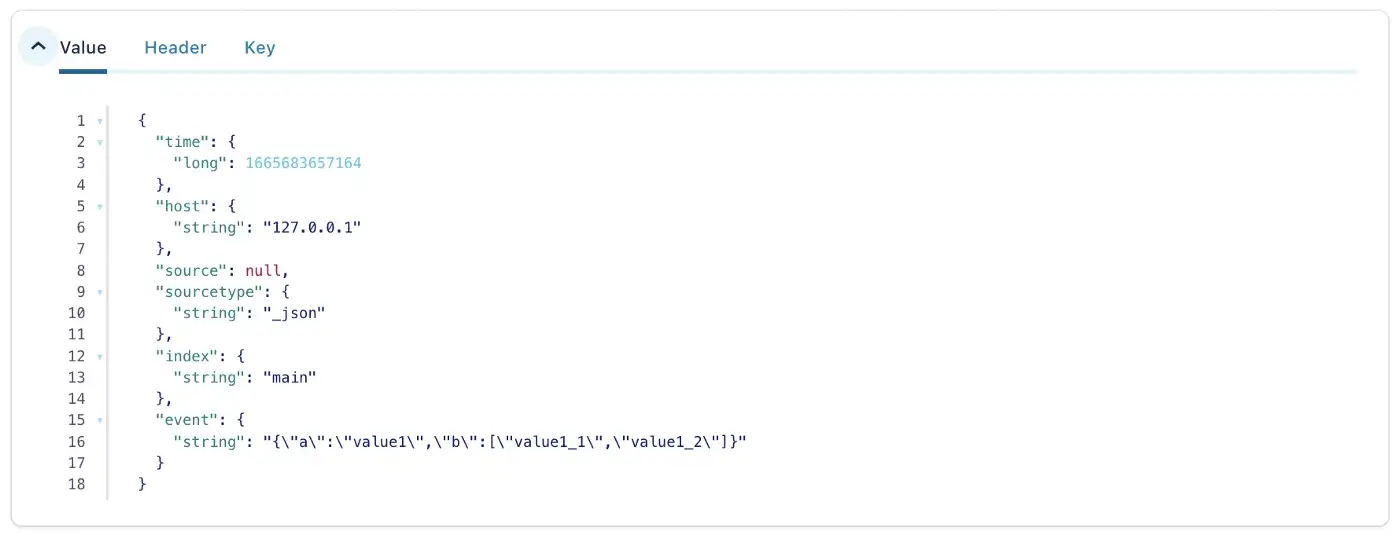 Value Header Key
1 {
2 "time": {
3 "long": 1665683657164
4 },
5 "host": {
6 "string": "127.0.0.1"
7 },
8 "source": null,
9 "sourcetype": {
10 "string": "_json"
11 },
12 "index": {
13 "string": "main"
14 },
15 "event": {
16 "string": "{\"a\":\"value1\",\"b\":[\"value1_1\",\"value1_2\"]}"
17 }
18 }